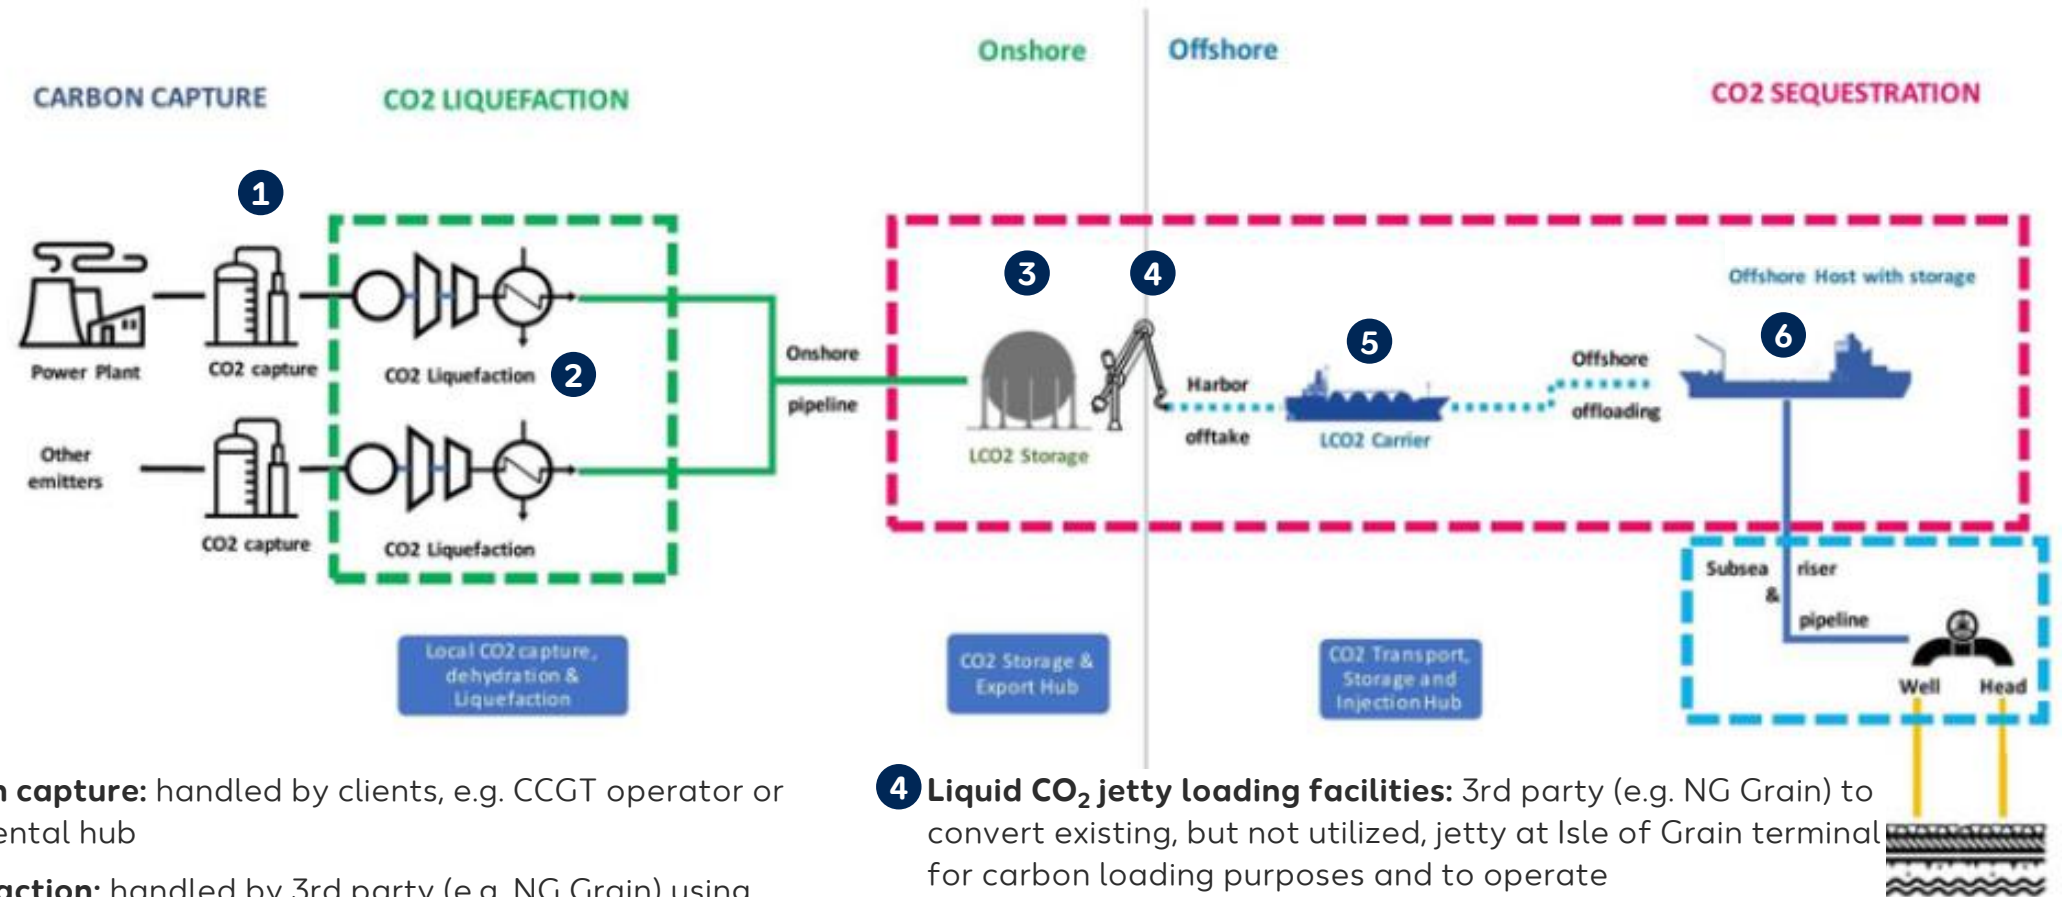 Onshore
Offshore
CARBON CAPTURE
CO2 LIQUEFACTION
CO2 SEQUESTRATION
1
3
4
Offshore Host with storage
6
5
Power Plant
CO2 capture
CO2 Liquefaction
2
Onshore
pipeline
Harbor
offtake
LCO2 Carrier
Offshore
offloading
LCO2 Storage
Other
emitters
CO2 capture
CO2 Liquefaction
Subsea riser
&
pipeline
Well Head
Local CO2 capture,
dehydration &
Liquefaction
CO2 Storage &
Export Hub
CO2 Transport,
Storage and
Injection Hub
capture: handled by clients, e.g. CCGT operator or
ental hub
action: handled by 3rd party (e.g. NG Grain) using
4 Liquid CO₂ jetty loading facilities: 3rd party (e.g. NG Grain) to
convert existing, but not utilized, jetty at Isle of Grain terminal
for carbon loading purposes and to operate